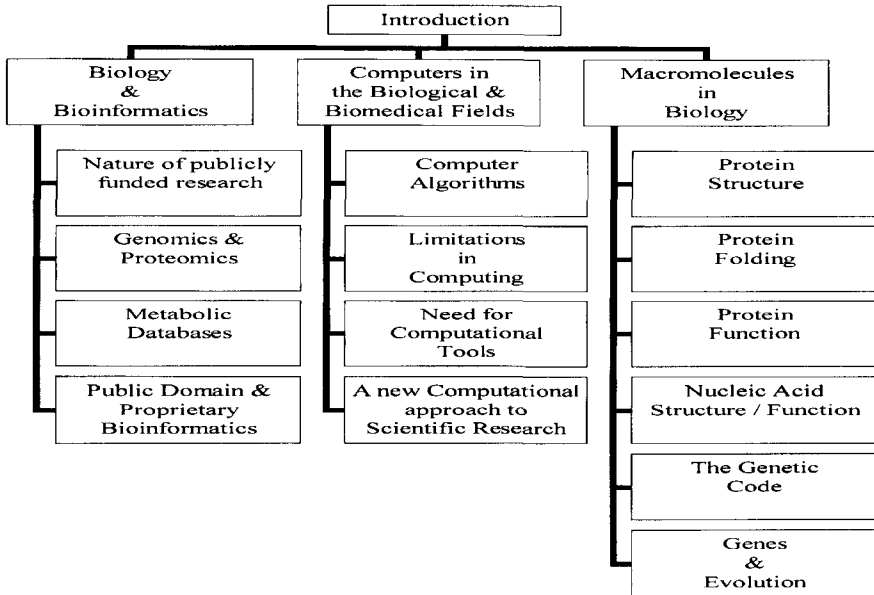 Introduction
Biology
&
Bioinformatics
Nature of publicly
funded research
Genomics &
Proteomics
Metabolic
Databases
Public Domain &
Proprietary
Bioinformatics
Computers in
the Biological &
Biomedical Fields
Computer
Algorithms
Limitations
in
Computing
Need for
Computational
Tools
A new Computational
approach to
Scientific Research
Macromolecules
in
Biology
Protein
Structure
Protein
Folding
Protein
Function
Nucleic Acid
Structure / Function
The Genetic
Code
Genes
&
Evolution